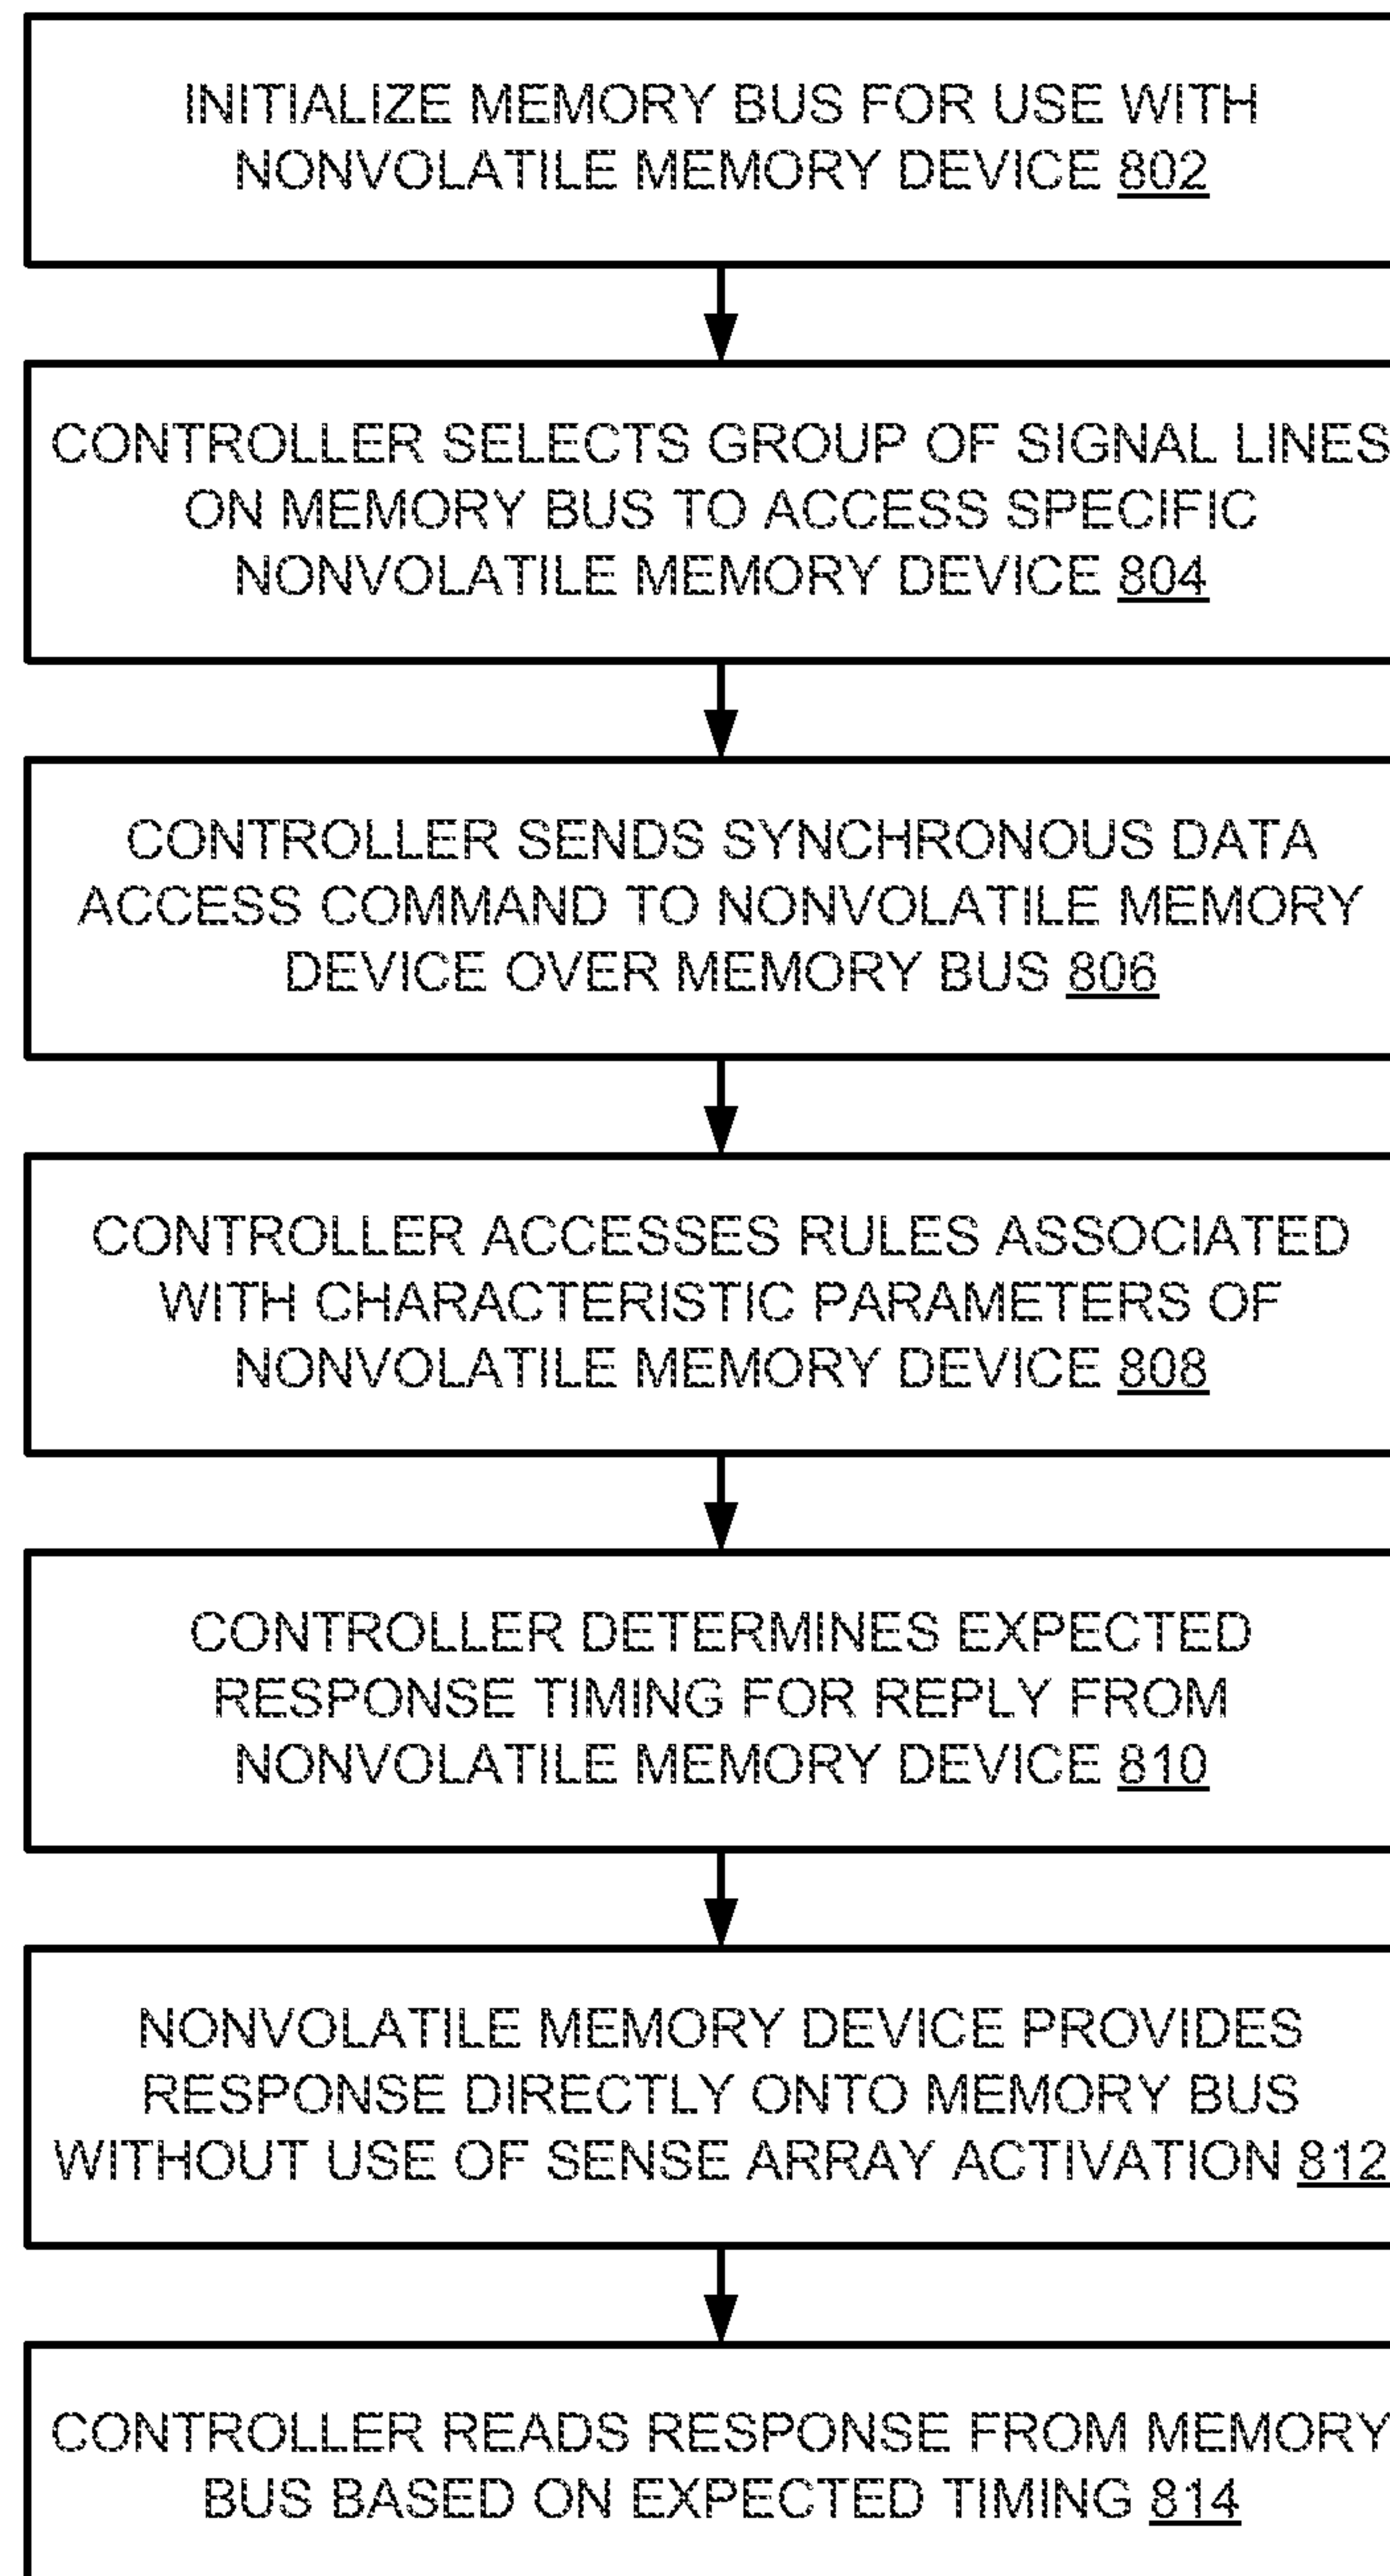 INITIALIZE MEMORY BUS FOR USE WITH
NONVOLATILE MEMORY DEVICE 802
CONTROLLER SELECTS GROUP OF SIGNAL LINES
ON MEMORY BUS TO ACCESS SPECIFIC
NONVOLATILE MEMORY DEVICE 804
CONTROLLER SENDS SYNCHRONOUS DATA
ACCESS COMMAND TO NONVOLATILE MEMORY
DEVICE OVER MEMORY BUS 806
CONTROLLER ACCESSES RULES ASSOCIATED
WITH CHARACTERISTIC PARAMETERS OF
NONVOLATILE MEMORY DEVICE 808
CONTROLLER DETERMINES EXPECTED
RESPONSE TIMING FOR REPLY FROM
NONVOLATILE MEMORY DEVICE 810
NONVOLATILE MEMORY DEVICE PROVIDES
RESPONSE DIRECTLY ONTO MEMORY BUS
WITHOUT USE OF SENSE ARRAY ACTIVATION 812
CONTROLLER READS RESPONSE FROM MEMORY
BUS BASED ON EXPECTED TIMING 814